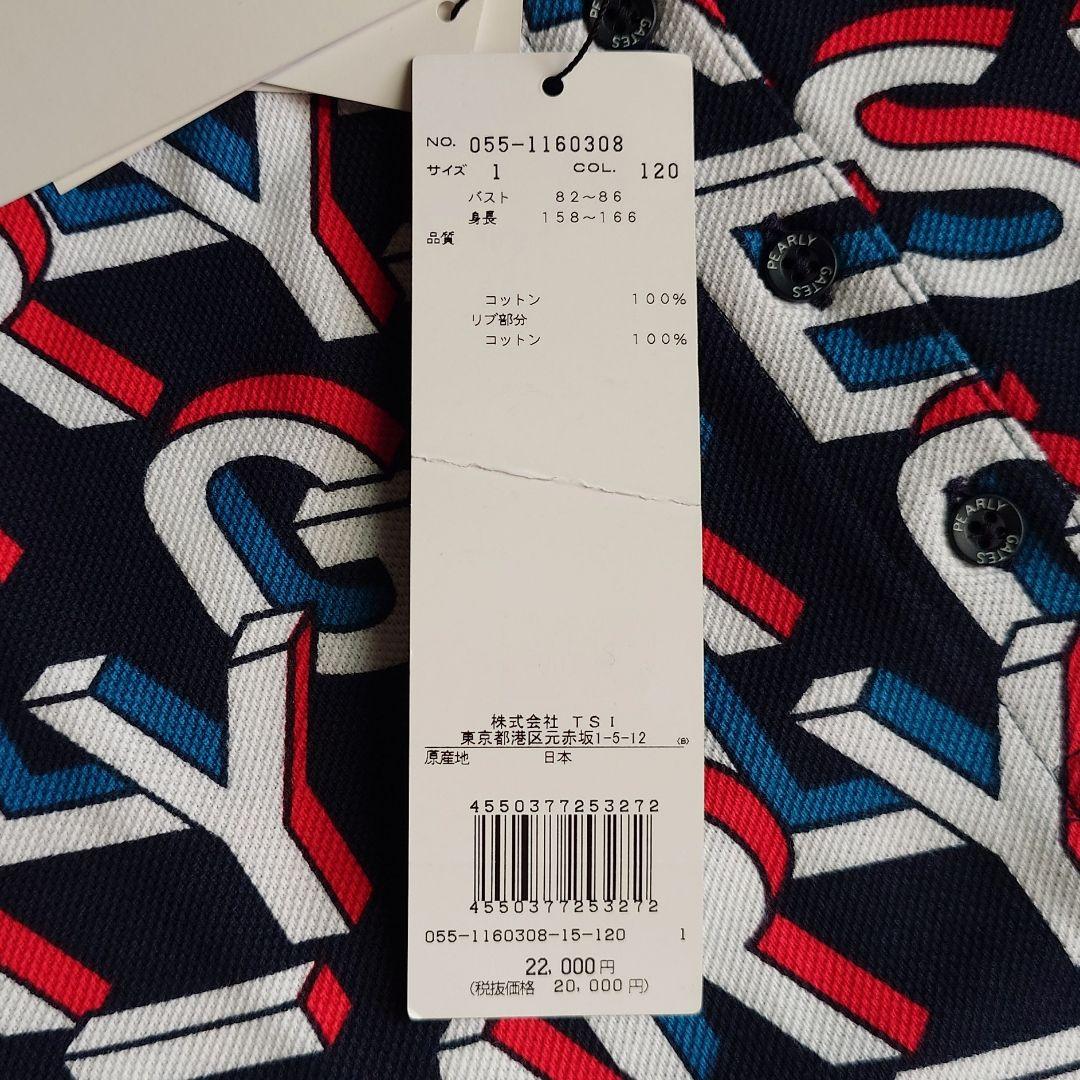 NO. 055-1160308
サイズ 1 COL. 120
バスト 82～86
身長 158～166
品質
コットン 100%
リブ部分
コットン 100%
株式会社 TSI
東京都港区元赤坂1-5-12 (B)
原産地 日本
4550377253272
4550377253272
055-1160308-15-120 1
22,000円
(税抜価格 20,000円)
GATES
PEARLY GATES
PEARLY GATES